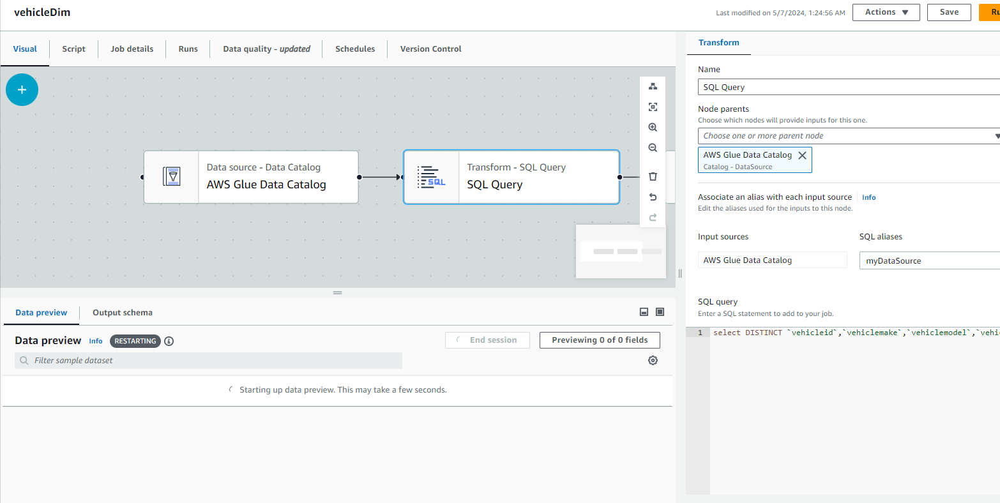 vehicleDim
Last modified on 5/7/2024, 1:24:56 AM
Actions
Save
Visual
Script
Job details
Runs
Data quality - updated
Schedules
Version Control
Data source - Data Catalog
AWS Glue Data Catalog
SQL
Transform - SQL Query
SQL Query
Data preview
Output schema
Data preview
Info
RESTARTING
End session
Previewing 0 of 0 fields
Filter sample dataset
Starting up data preview. This may take a few seconds.
Transform
Name
SQL Query
Node parents
Choose which nodes will provide inputs for this one.
Choose one or more parent node
AWS Glue Data Catalog
Catalog - DataSource
Associate an alias with each input source
Info
Edit the aliases used for the inputs to this node.
Input sources
SQL aliases
AWS Glue Data Catalog
myDataSource
SQL query
Enter a SQL statement to add to your job.
1 select DISTINCT `vehicleid`,`vehiclemake`,`vehiclemodel`,